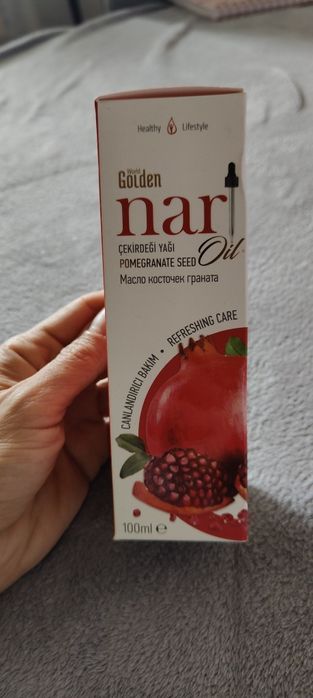 Healthy Lifestyle
World
Golden
nar
ÇEKİRDEĞİ YAĞI
POMEGRANATE SEED Oil
Масло косточек граната
CANLANDIRICI BAKIM • REFRESHING CARE
100ml e